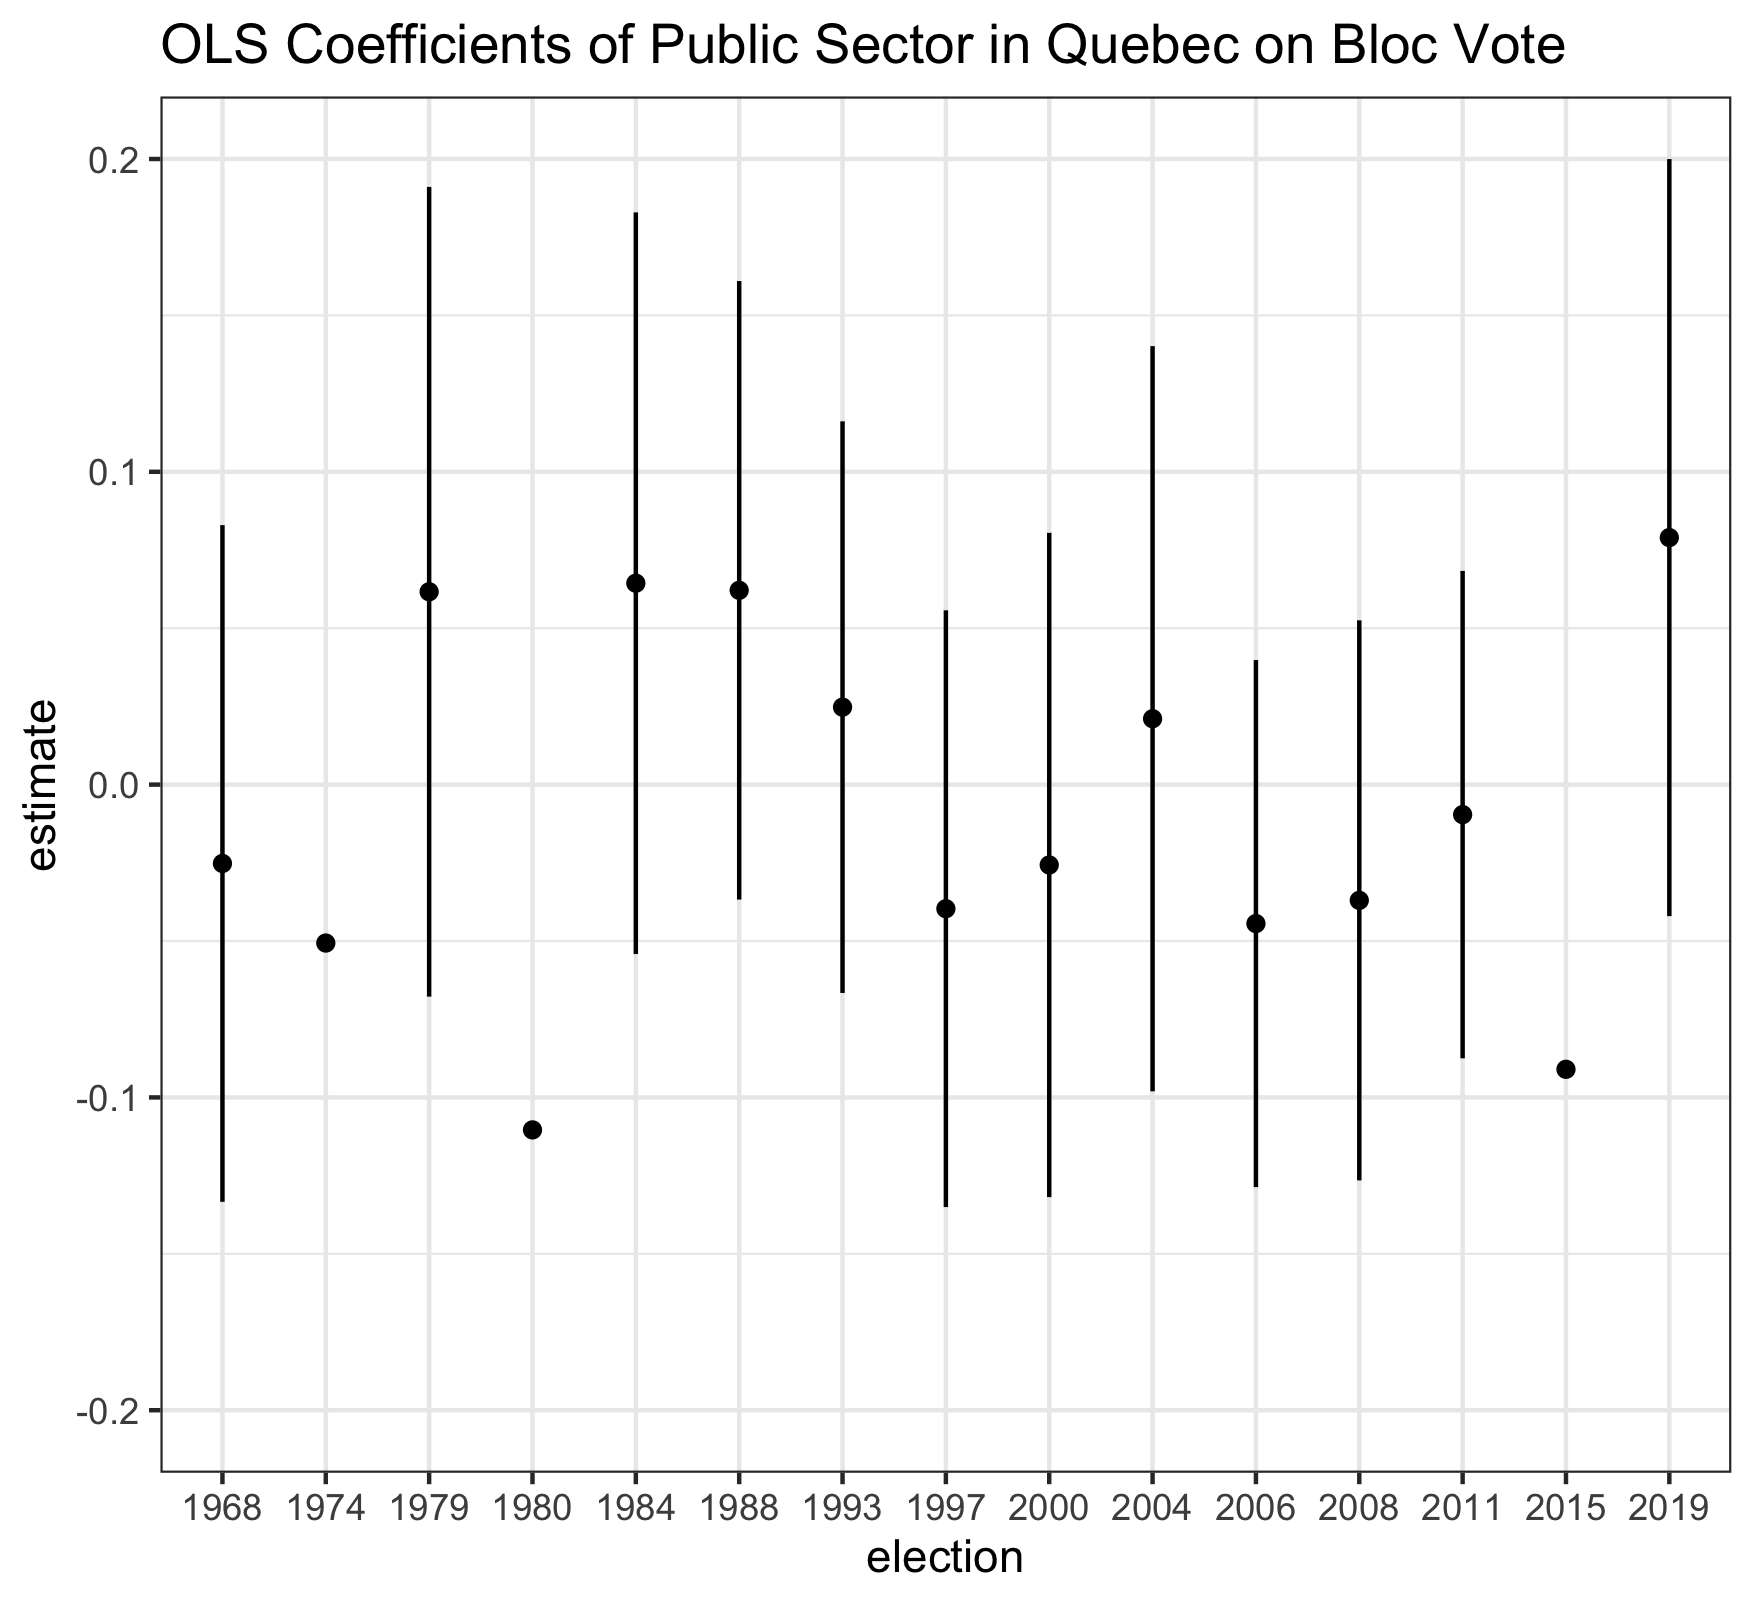 OLS Coefficients of Public Sector in Quebec on Bloc Vote
estimate
0.2
0.1
0.0
-0.1
-0.2
1968 1974 1979 1980 1984 1988 1993 1997 2000 2004 2006 2008 2011 2015 2019
election